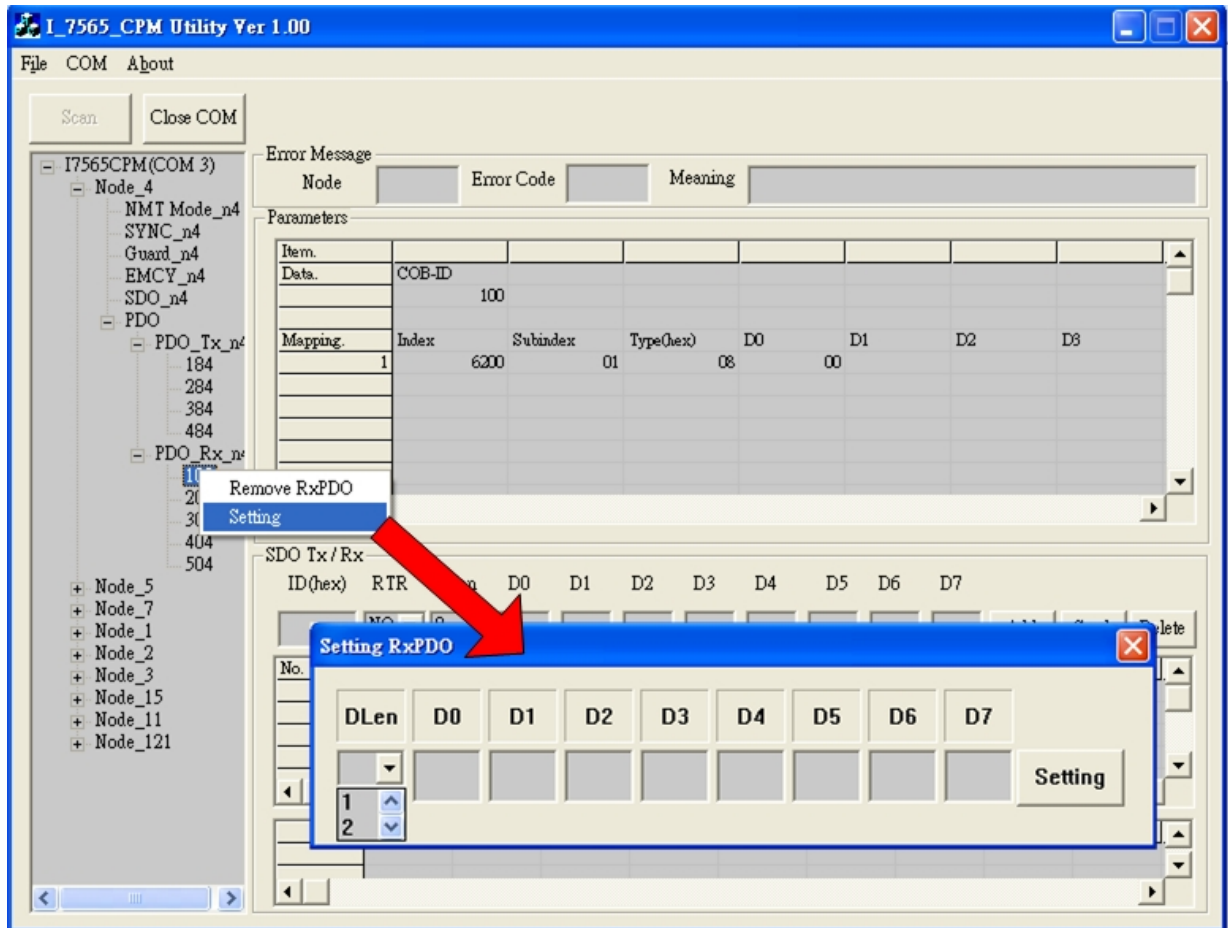 I_7565_CPM Utility Ver 1.00
File COM About
Scan Close COM
I7565CPM(COM 3)
Node_4
NMT Mode_n4
SYNC_n4
Guard_n4
EMCY_n4
SDO_n4
PDO
PDO_Tx_n4
184
284
384
484
PDO_Rx_n4
404
504
Node_5
Node_7
Node_1
Node_2
Node_3
Node_15
Node_11
Node_121
Remove RxPDO
Setting
Error Message
Node Error Code Meaning
Parameters
Item.
Data. COB-ID
100
Mapping. Index Subindex Type(hex) D0 D1 D2 D3
1 6200 01 08 00
SDO Tx / Rx
ID(hex) RTR D0 D1 D2 D3 D4 D5 D6 D7
No.
Setting RxPDO
DLen D0 D1 D2 D3 D4 D5 D6 D7
Setting
1
2